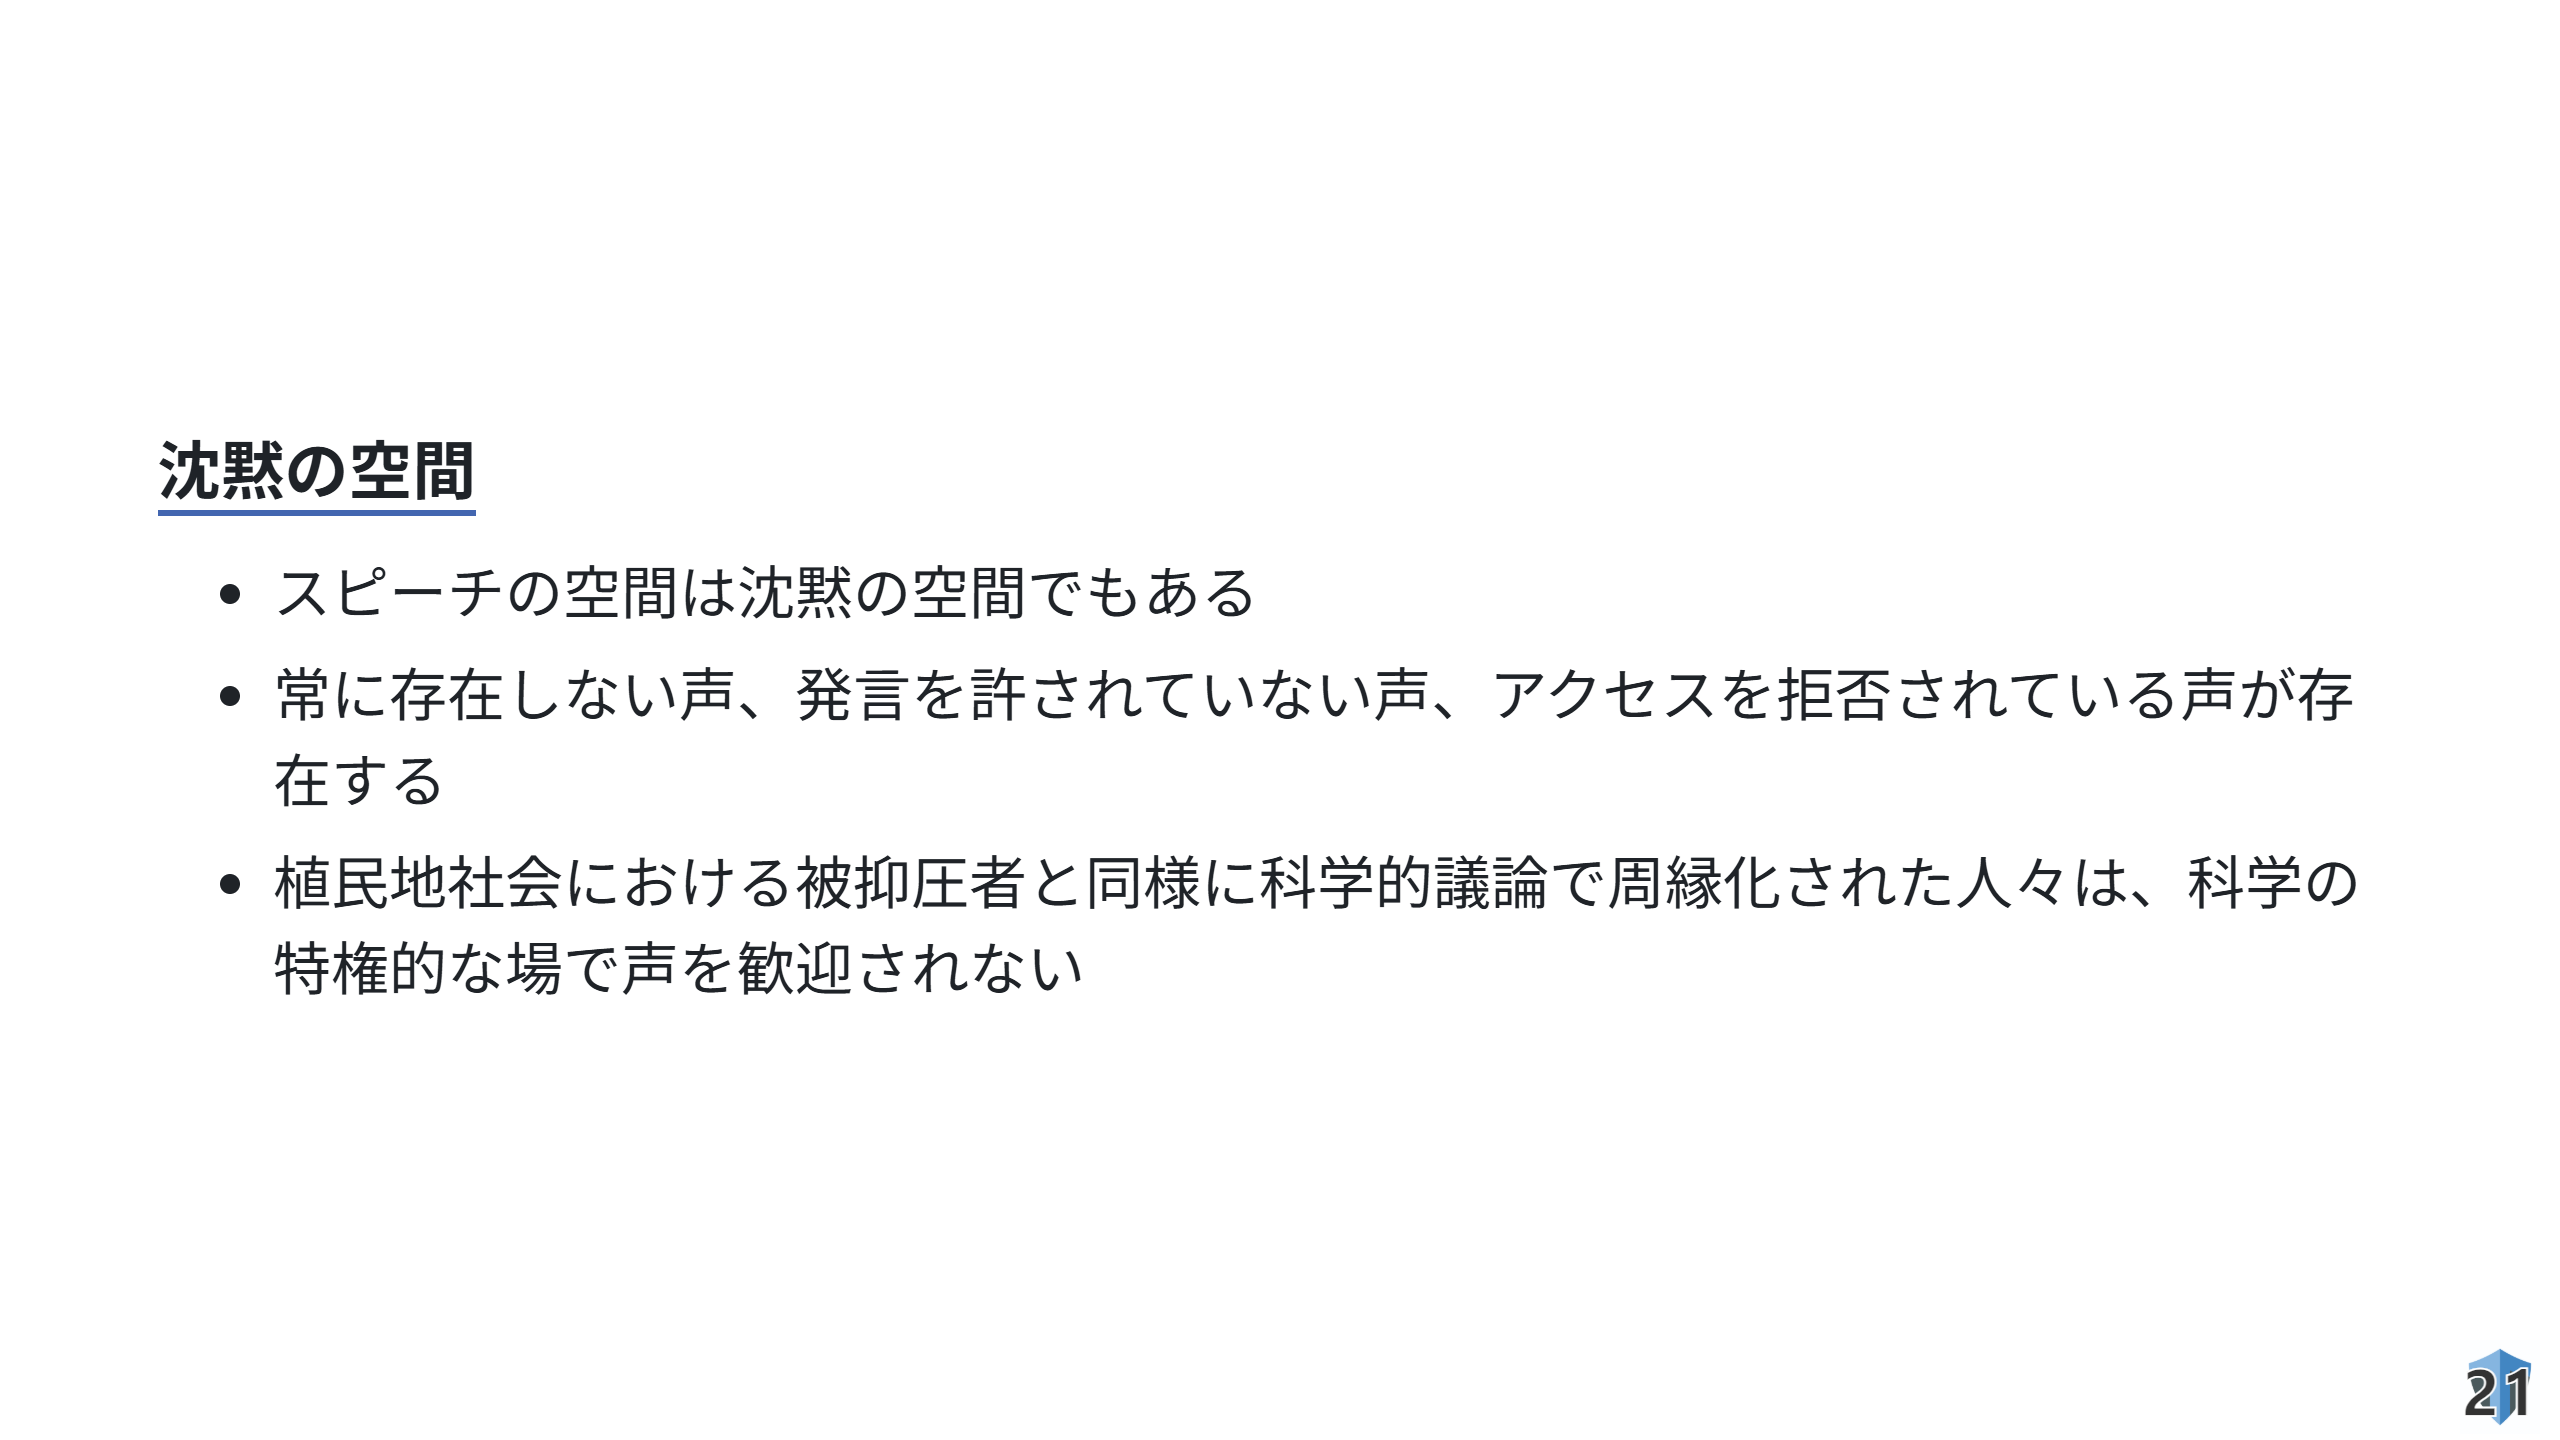 沈黙の空間
スピーチの空間は沈黙の空間でもある
常に存在しない声、発言を許されていない声、アクセスを拒否されている声が存
在する
植民地社会における被抑圧者と同様に科学的議論で周縁化された人々は、科学の
特権的な場で声を歓迎されない
21